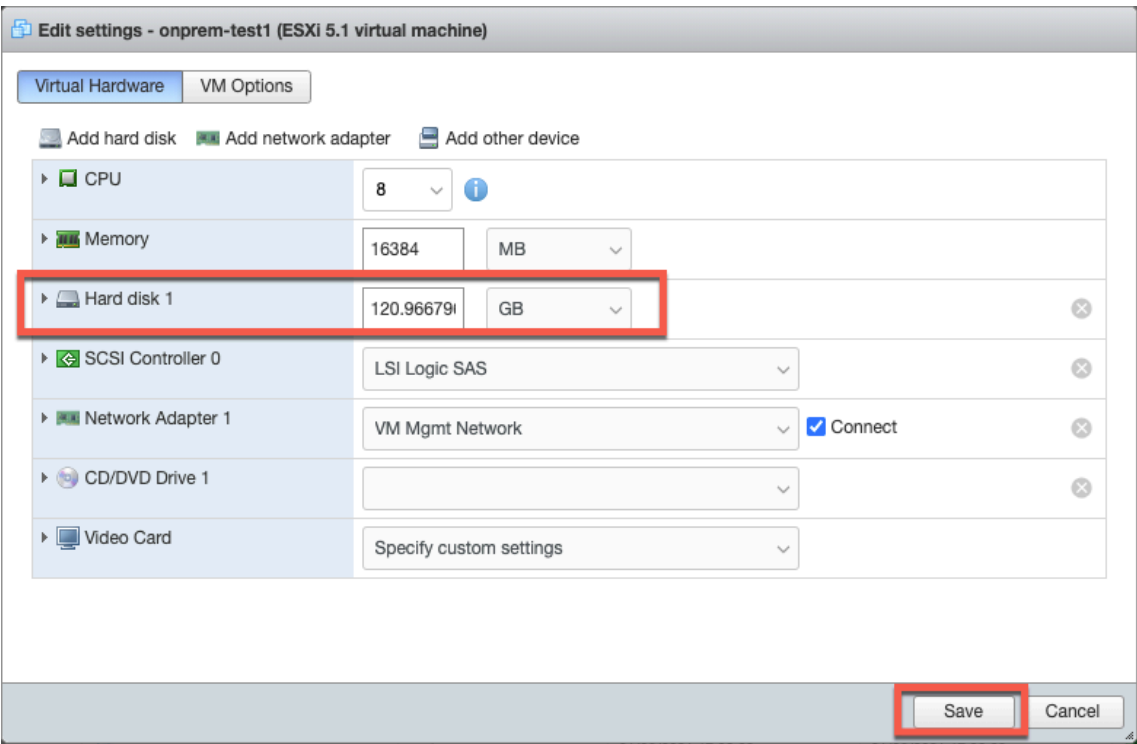 Edit settings - onprem-test1 (ESXi 5.1 virtual machine)
Virtual Hardware VM Options
Add hard disk Add network adapter Add other device
CPU 8
Memory 16384 MB
Hard disk 1 120.966796 GB
SCSI Controller 0 LSI Logic SAS
Network Adapter 1 VM Mgmt Network Connect
CD/DVD Drive 1
Video Card Specify custom settings
Save Cancel